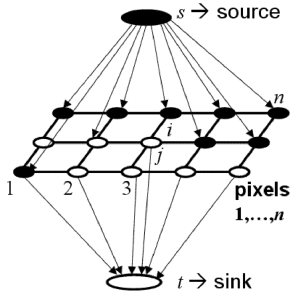 s → source
n
i
j
1 2 3
pixels
1,...,n
t → sink